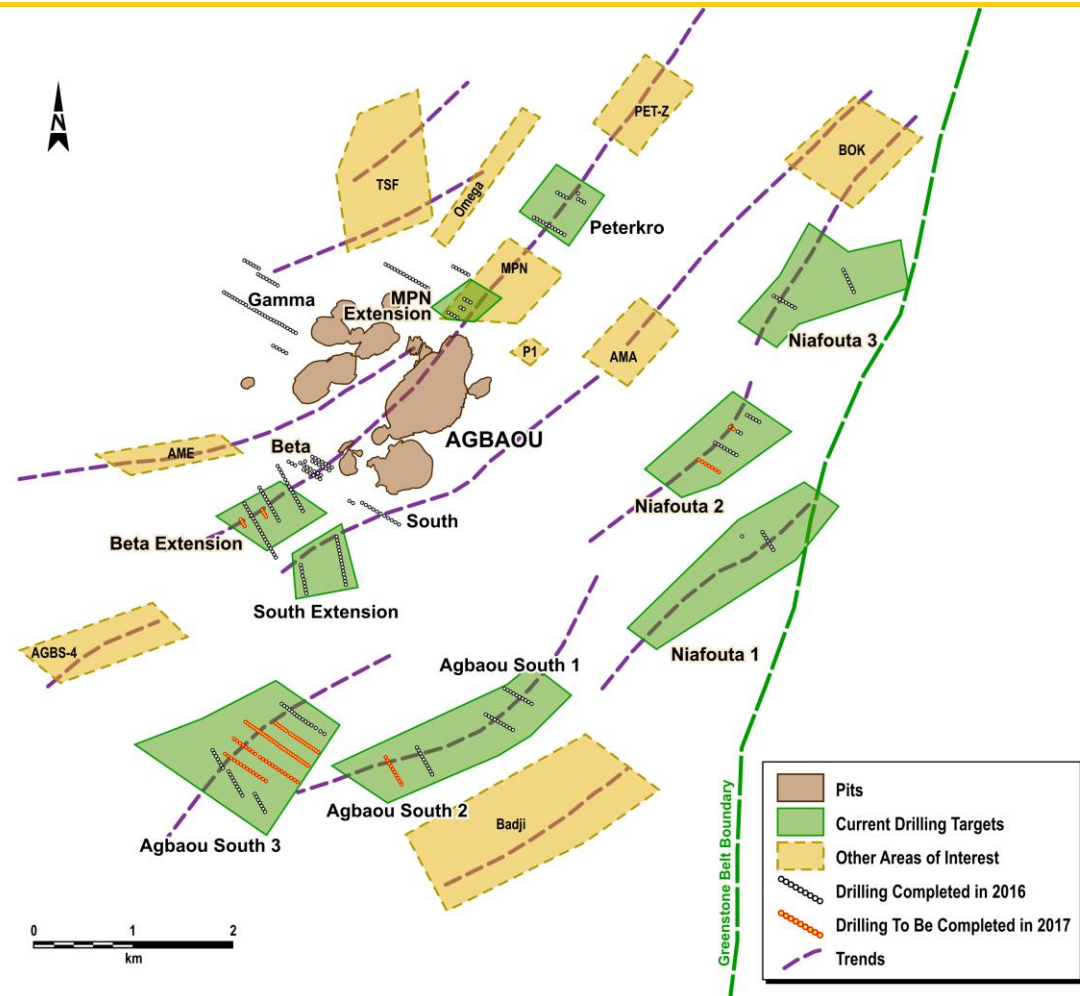 N
PET-Z
BOK
TSF
Omega
Peterkro
MPN
Gamma
MPN
Extension
Niafouta 3
P1
AMA
AGBAOU
AME
Beta
Niafouta 2
South
Beta Extension
South Extension
Niafouta 1
AGBS-4
Agbaou South 1
Agbaou South 2
Badji
Agbaou South 3
Greenstone Belt Boundary
0 1 2
km
Pits
Current Drilling Targets
Other Areas of Interest
Drilling Completed in 2016
Drilling To Be Completed in 2017
Trends